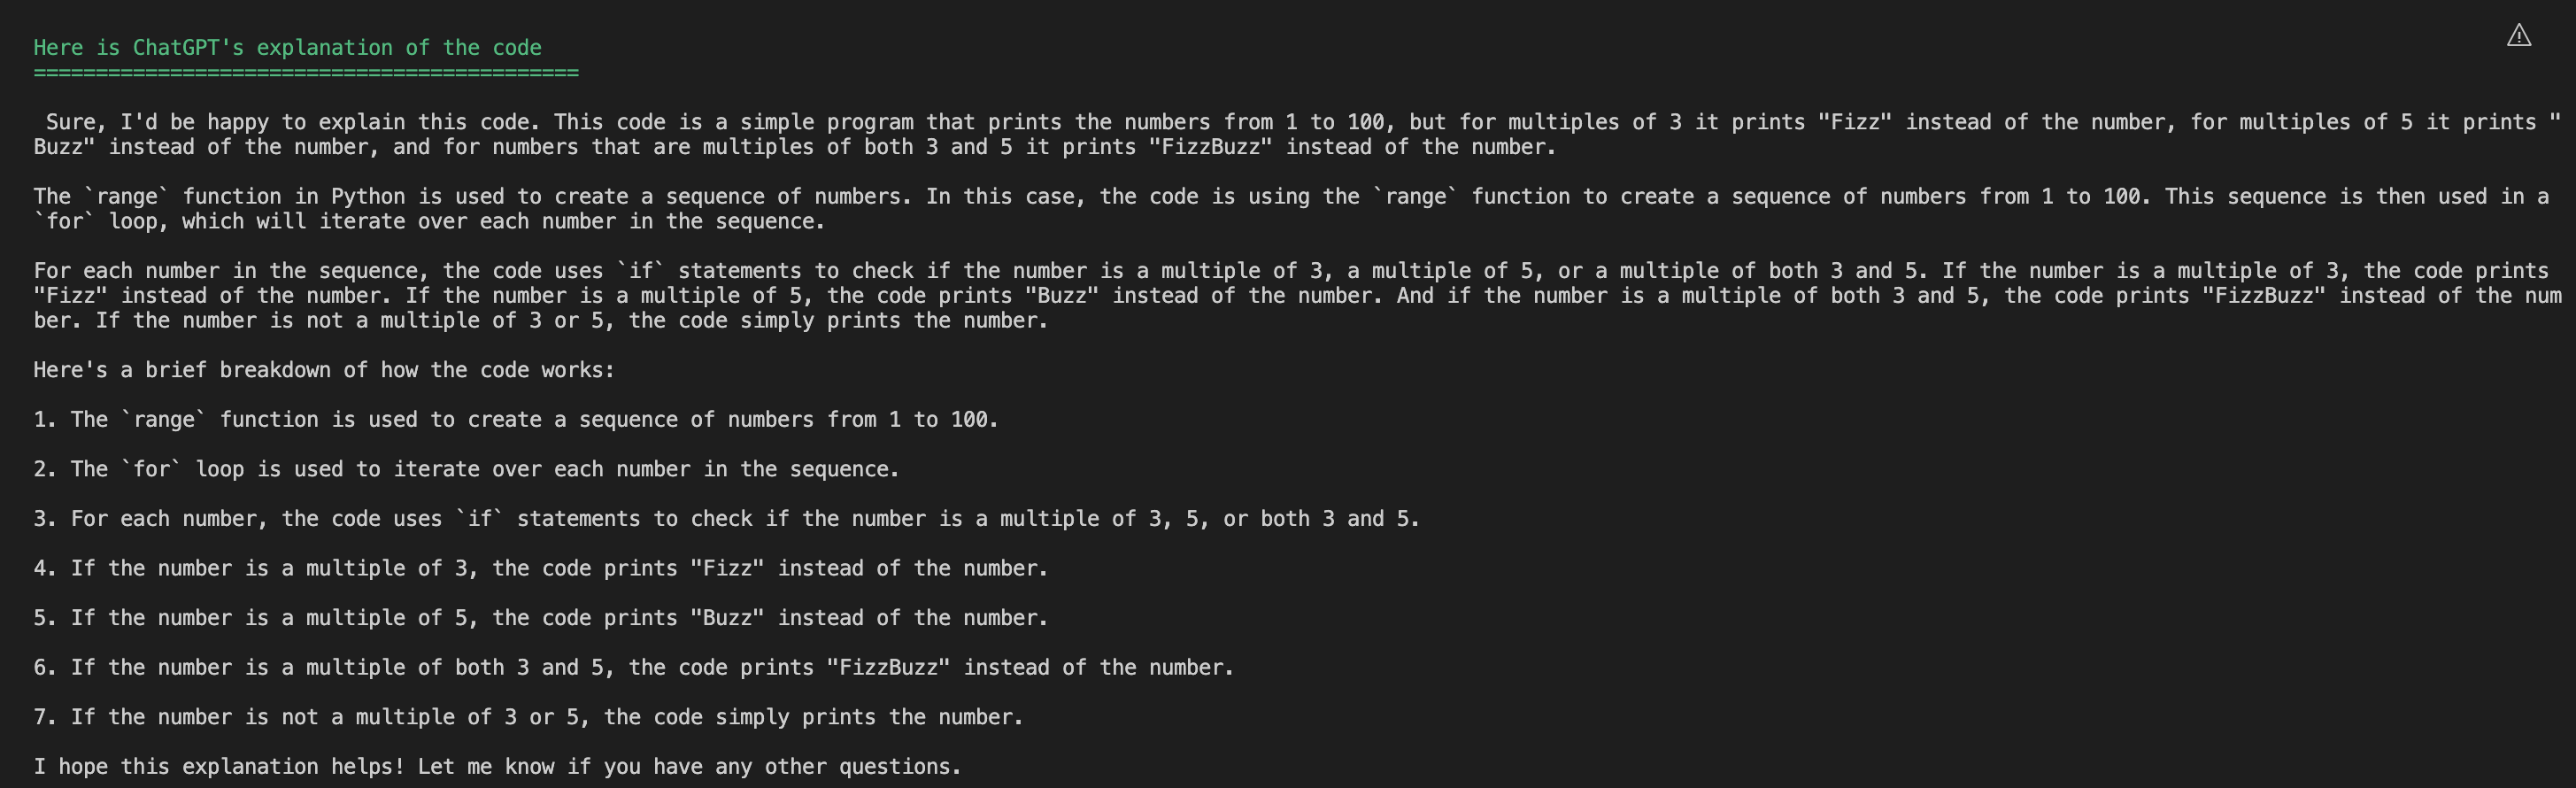 Here is ChatGPT's explanation of the code
============================================
Sure, I'd be happy to explain this code. This code is a simple program that prints the numbers from 1 to 100, but for multiples of 3 it prints "Fizz" instead of the number, for multiples of 5 it prints "
Buzz" instead of the number, and for numbers that are multiples of both 3 and 5 it prints "FizzBuzz" instead of the number.
The `range` function in Python is used to create a sequence of numbers. In this case, the code is using the `range` function to create a sequence of numbers from 1 to 100. This sequence is then used in a
`for` loop, which will iterate over each number in the sequence.
For each number in the sequence, the code uses `if` statements to check if the number is a multiple of 3, a multiple of 5, or a multiple of both 3 and 5. If the number is a multiple of 3, the code prints
"Fizz" instead of the number. If the number is a multiple of 5, the code prints "Buzz" instead of the number. And if the number is a multiple of both 3 and 5, the code prints "FizzBuzz" instead of the num
ber. If the number is not a multiple of 3 or 5, the code simply prints the number.
Here's a brief breakdown of how the code works:
1. The `range` function is used to create a sequence of numbers from 1 to 100.
2. The `for` loop is used to iterate over each number in the sequence.
3. For each number, the code uses `if` statements to check if the number is a multiple of 3, 5, or both 3 and 5.
4. If the number is a multiple of 3, the code prints "Fizz" instead of the number.
5. If the number is a multiple of 5, the code prints "Buzz" instead of the number.
6. If the number is a multiple of both 3 and 5, the code prints "FizzBuzz" instead of the number.
7. If the number is not a multiple of 3 or 5, the code simply prints the number.
I hope this explanation helps! Let me know if you have any other questions.